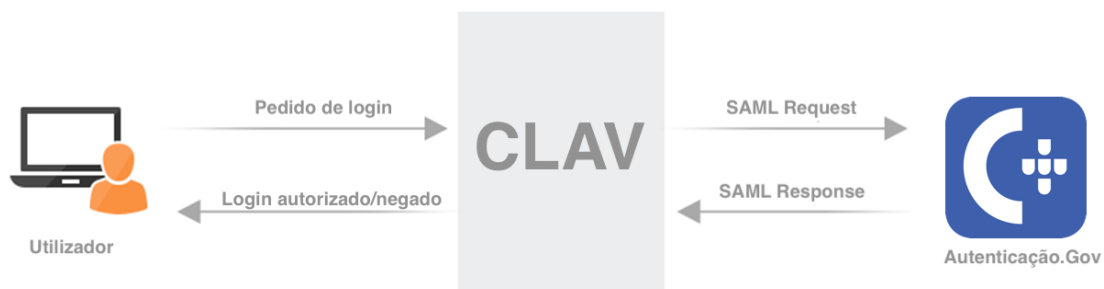 Pedido de login
SAML Request
CLAV
Login autorizado/negado
SAML Response
Utilizador
Autenticação.Gov